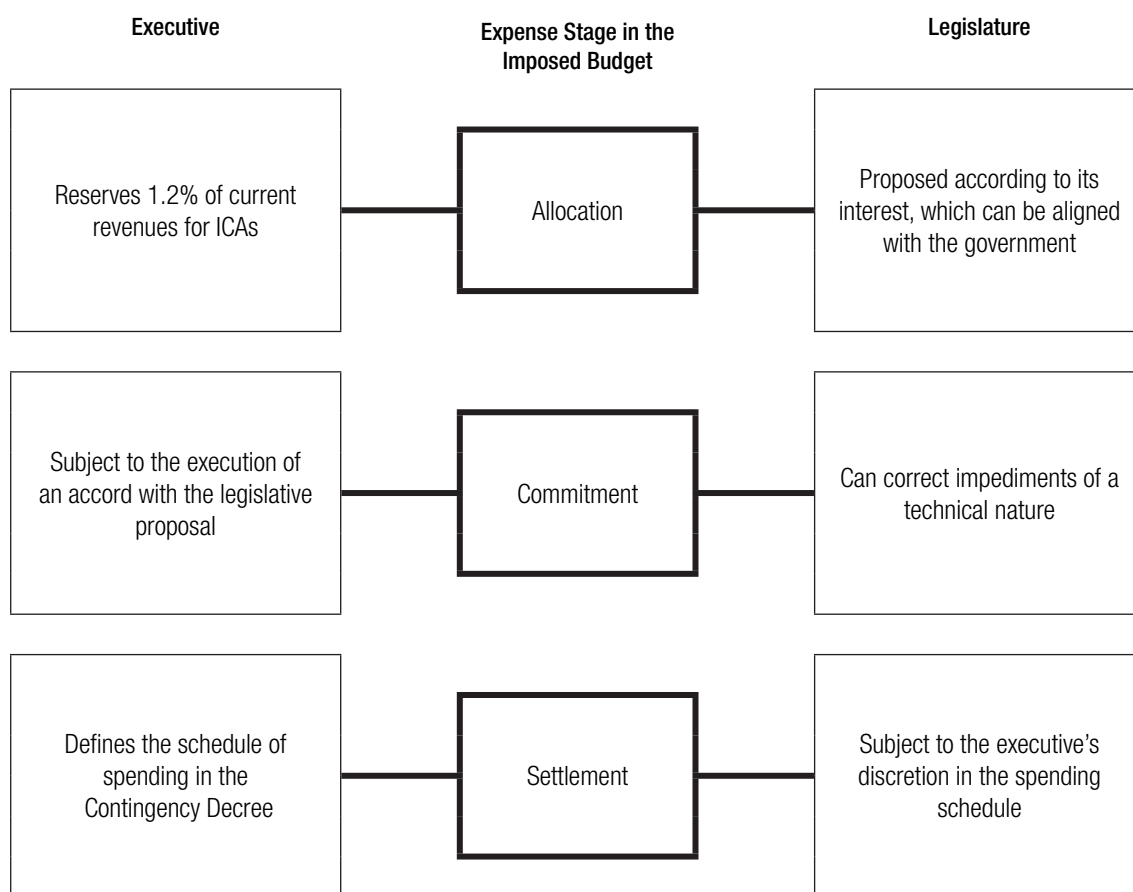 Executive
Expense Stage in the
Imposed Budget
Legislature
Reserves 1.2% of current
revenues for ICAs
Allocation
Proposed according to its
interest, which can be aligned
with the government
Subject to the execution of
an accord with the legislative
proposal
Commitment
Can correct impediments of a
technical nature
Defines the schedule of
spending in the
Contingency Decree
Settlement
Subject to the executive's
discretion in the spending
schedule